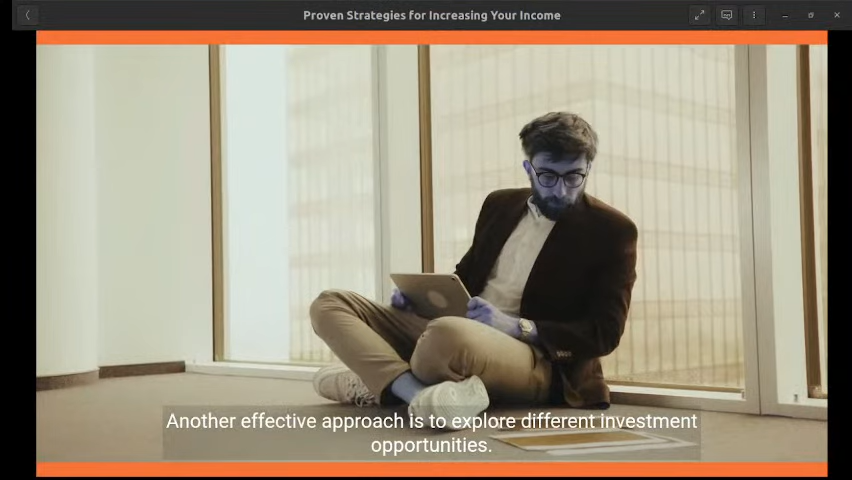 Proven Strategies for Increasing Your Income
Another effective approach is to explore different investment
opportunities.